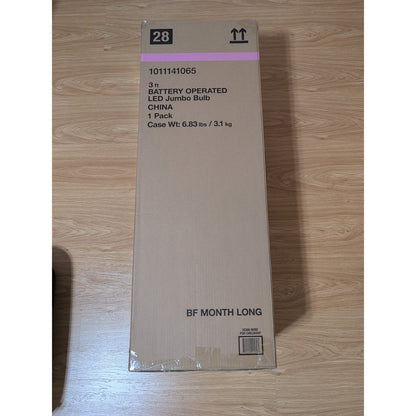 28
1011141065
3 ft
BATTERY OPERATED
LED Jumbo Bulb
CHINA
1 Pack
Case Wt: 6.83 lbs / 3.1 kg
BF MONTH LONG